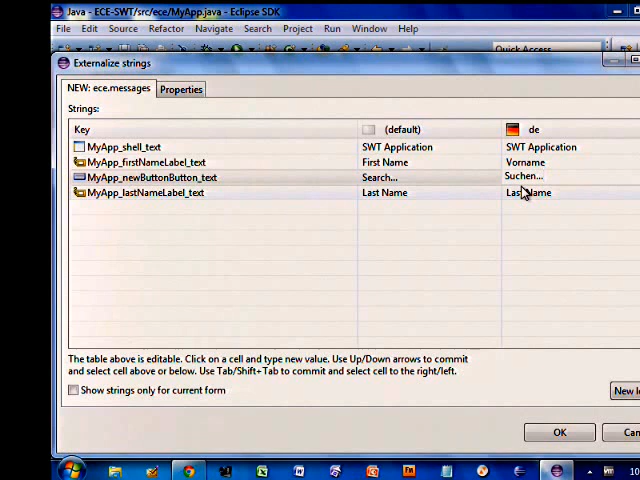 Java - ECE-SWT/src/ece/MyApp.java - Eclipse SDK
File Edit Source Refactor Navigate Search Project Run Window Help
Quick Access
Externalize strings
NEW: ece.messages Properties
Strings:
Key (default) de
MyApp_shell_text SWT Application SWT Application
MyApp_firstNameLabel_text First Name Vorname
MyApp_newButtonButton_text Search... Suchen...
MyApp_lastNameLabel_text Last Name Last Name
The table above is editable. Click on a cell and type new value. Use Up/Down arrows to commit
and select cell above or below. Use Tab/Shift+Tab to commit and select cell to the right/left.
Show strings only for current form
New l
OK Can
10